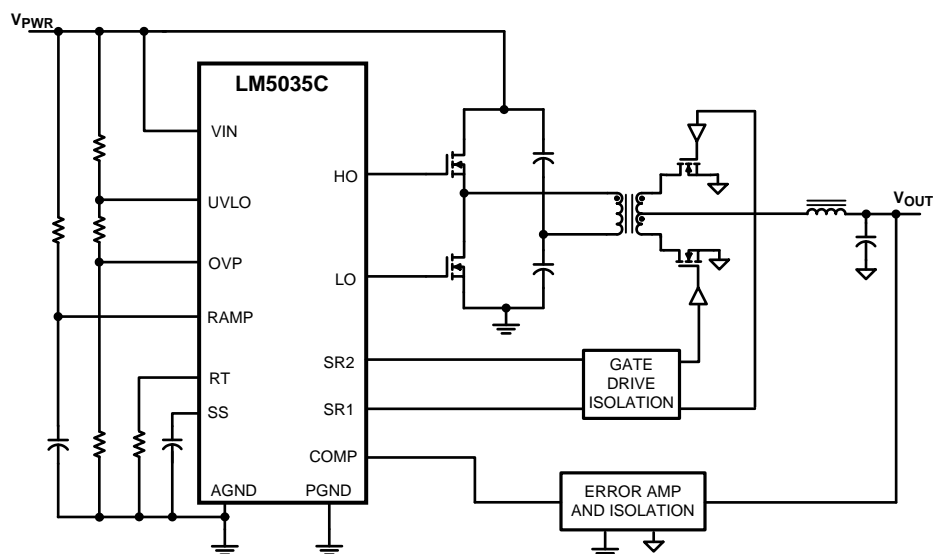 VPWR
LM5035C
VIN
UVLO
OVP
RAMP
RT
SS
AGND
PGND
HO
LO
SR2
SR1
COMP
GATE
DRIVE
ISOLATION
ERROR AMP
AND ISOLATION
VOUT